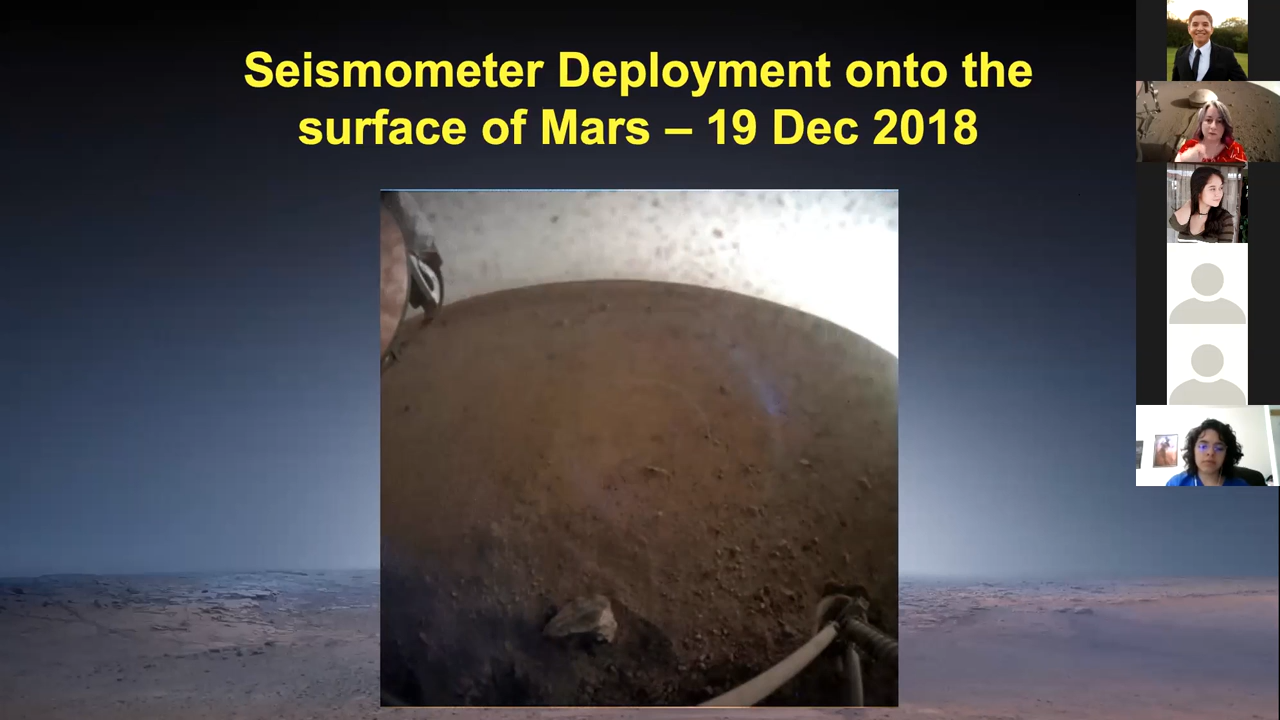 Seismometer Deployment onto the
surface of Mars – 19 Dec 2018